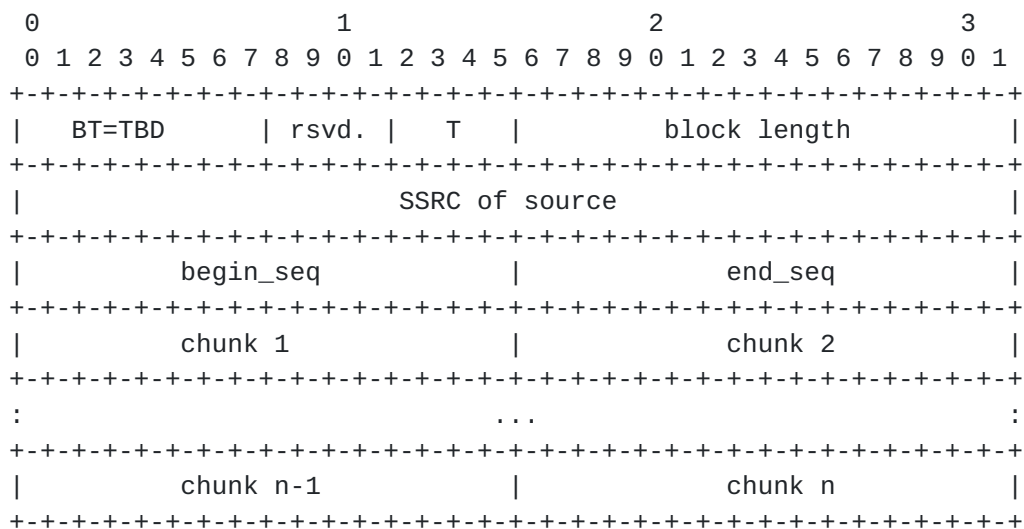 0                   1                   2                   3
 0 1 2 3 4 5 6 7 8 9 0 1 2 3 4 5 6 7 8 9 0 1 2 3 4 5 6 7 8 9 0 1
+-+-+-+-+-+-+-+-+-+-+-+-+-+-+-+-+-+-+-+-+-+-+-+-+-+-+-+-+-+-+-+-+
|   BT=TBD      | rsvd. |   T   |         block length          |
+-+-+-+-+-+-+-+-+-+-+-+-+-+-+-+-+-+-+-+-+-+-+-+-+-+-+-+-+-+-+-+-+
|                        SSRC of source                         |
+-+-+-+-+-+-+-+-+-+-+-+-+-+-+-+-+-+-+-+-+-+-+-+-+-+-+-+-+-+-+-+-+
|          begin_seq            |             end_seq           |
+-+-+-+-+-+-+-+-+-+-+-+-+-+-+-+-+-+-+-+-+-+-+-+-+-+-+-+-+-+-+-+-+
|          chunk 1              |             chunk 2           |
+-+-+-+-+-+-+-+-+-+-+-+-+-+-+-+-+-+-+-+-+-+-+-+-+-+-+-+-+-+-+-+-+
:                              ...                              :
+-+-+-+-+-+-+-+-+-+-+-+-+-+-+-+-+-+-+-+-+-+-+-+-+-+-+-+-+-+-+-+-+
|          chunk n-1            |             chunk n           |
+-+-+-+-+-+-+-+-+-+-+-+-+-+-+-+-+-+-+-+-+-+-+-+-+-+-+-+-+-+-+-+-+